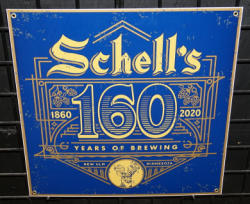 Schell's
1860 160 2020
YEARS OF BREWING
NEW ULM MINNESOTA